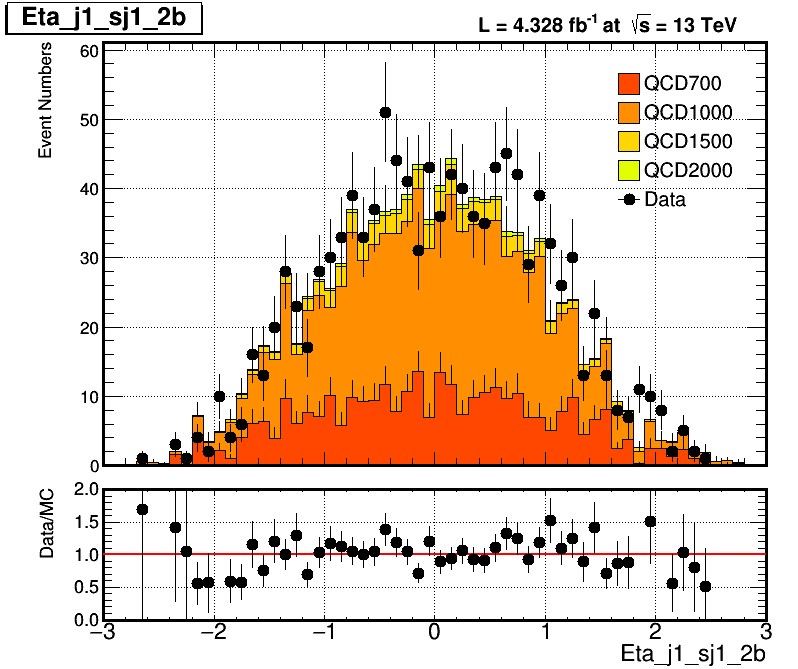 Eta_j1_sj1_2b
L = 4.328 fb⁻¹ at √s = 13 TeV
Event Numbers
60
50
40
30
20
10
0
QCD700
QCD1000
QCD1500
QCD2000
Data
Data/MC
2.0
1.5
1.0
0.5
0.0
−3 −2 −1 0 1 2 3
Eta_j1_sj1_2b